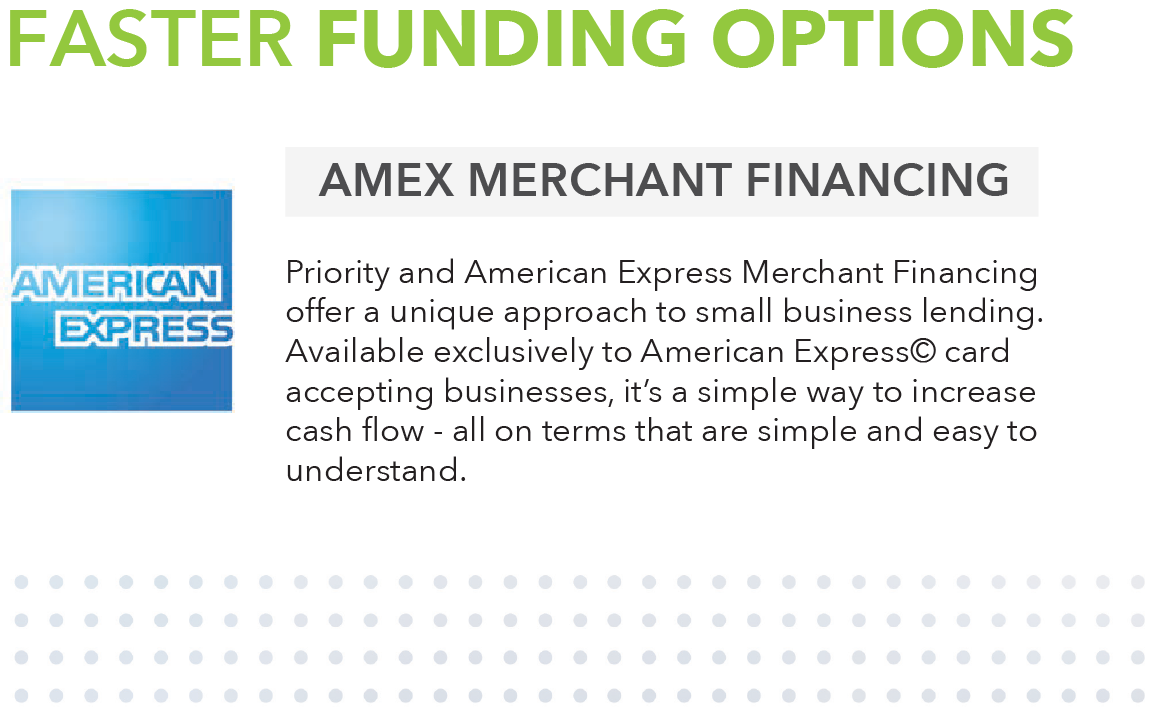 FASTER FUNDING OPTIONS
AMEX MERCHANT FINANCING
AMERICAN
EXPRESS
Priority and American Express Merchant Financing
offer a unique approach to small business lending.
Available exclusively to American Express© card
accepting businesses, it’s a simple way to increase
cash flow - all on terms that are simple and easy to
understand.